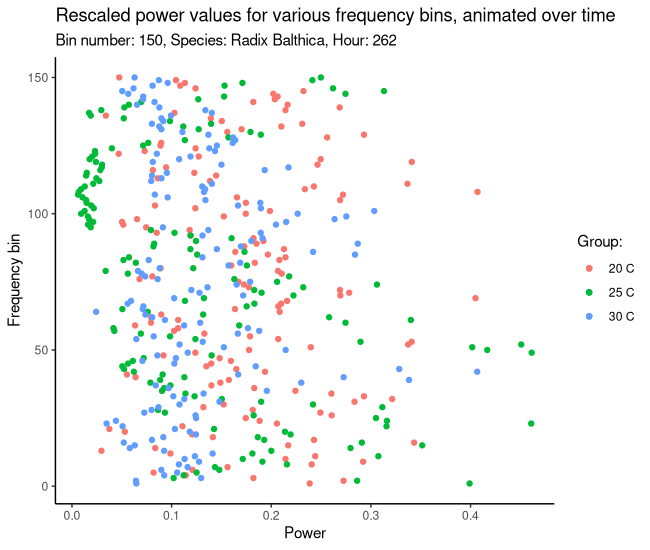 Rescaled power values for various frequency bins, animated over time
Bin number: 150, Species: Radix Balthica, Hour: 262
150
100
50
0
Frequency bin
0.0 0.1 0.2 0.3 0.4
Power
Group:
20 C
25 C
30 C